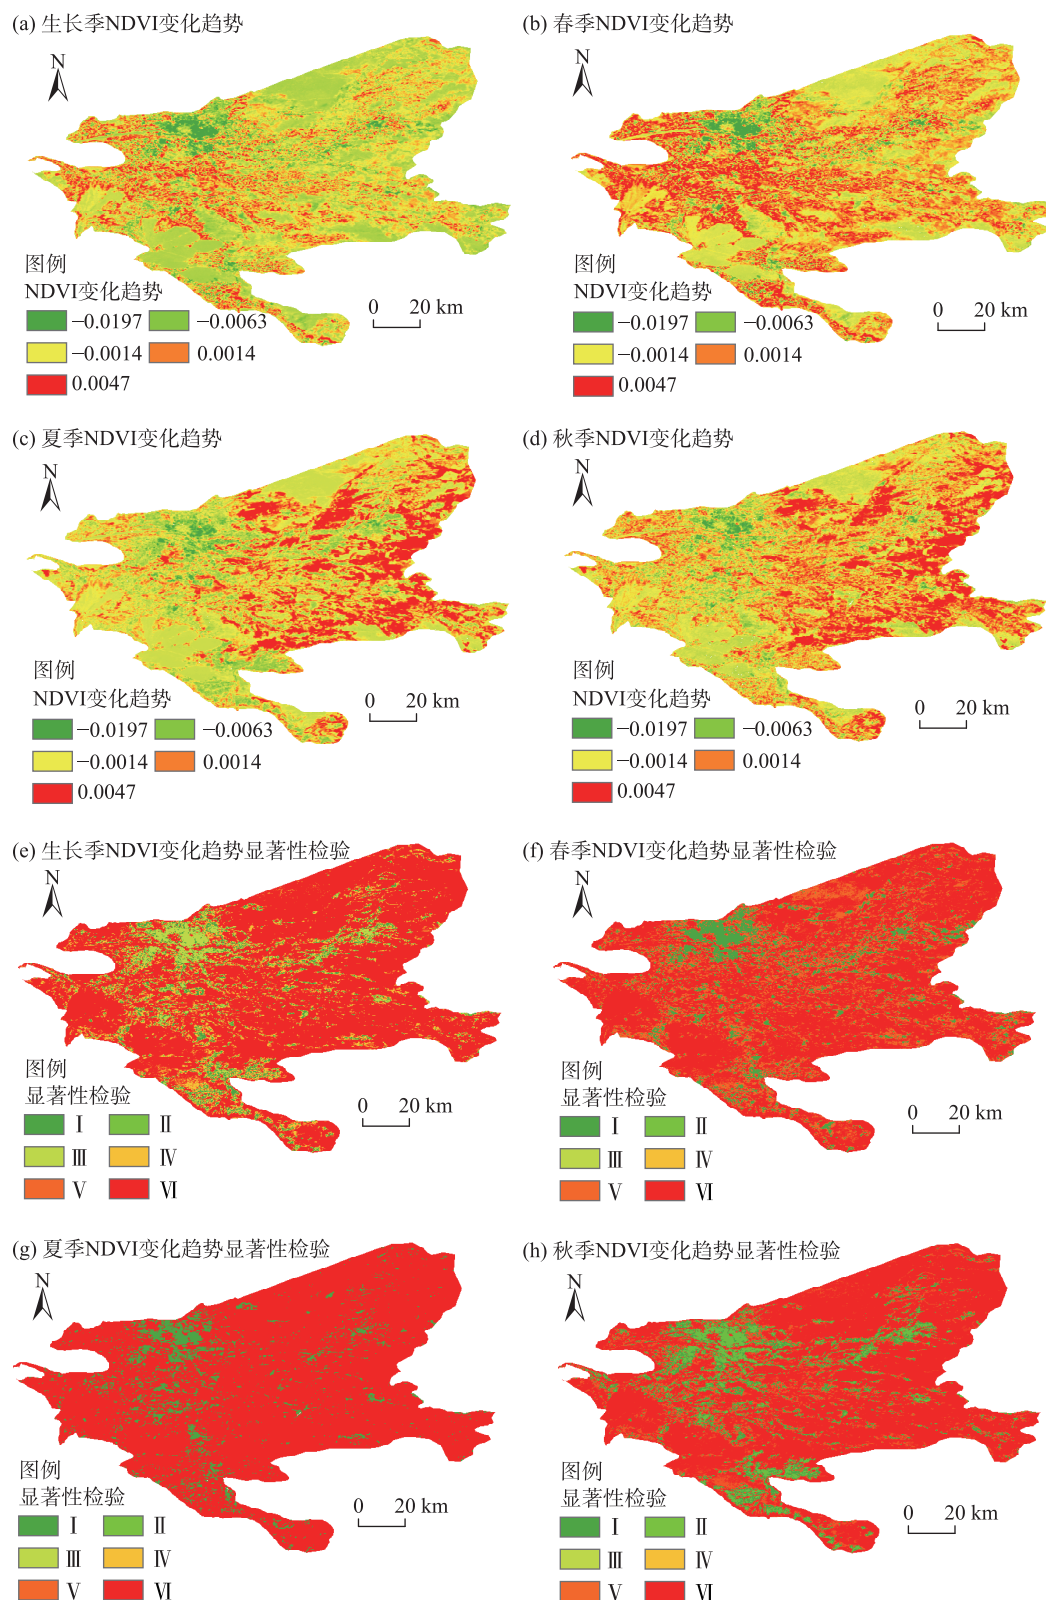 (a) 生长季NDVI变化趋势
N
图例
NDVI变化趋势
−0.0197 −0.0063
−0.0014 0.0014
0.0047
0 20 km
(b) 春季NDVI变化趋势
N
图例
NDVI变化趋势
−0.0197 −0.0063
−0.0014 0.0014
0.0047
0 20 km
(c) 夏季NDVI变化趋势
N
图例
NDVI变化趋势
−0.0197 −0.0063
−0.0014 0.0014
0.0047
0 20 km
(d) 秋季NDVI变化趋势
N
图例
NDVI变化趋势
−0.0197 −0.0063
−0.0014 0.0014
0.0047
0 20 km
(e) 生长季NDVI变化趋势显著性检验
N
图例
显著性检验
Ⅰ Ⅱ
Ⅲ Ⅳ
Ⅴ Ⅵ
0 20 km
(f) 春季NDVI变化趋势显著性检验
N
图例
显著性检验
Ⅰ Ⅱ
Ⅲ Ⅳ
Ⅴ Ⅵ
0 20 km
(g) 夏季NDVI变化趋势显著性检验
N
图例
显著性检验
Ⅰ Ⅱ
Ⅲ Ⅳ
Ⅴ Ⅵ
0 20 km
(h) 秋季NDVI变化趋势显著性检验
N
图例
显著性检验
Ⅰ Ⅱ
Ⅲ Ⅳ
Ⅴ Ⅵ
0 20 km